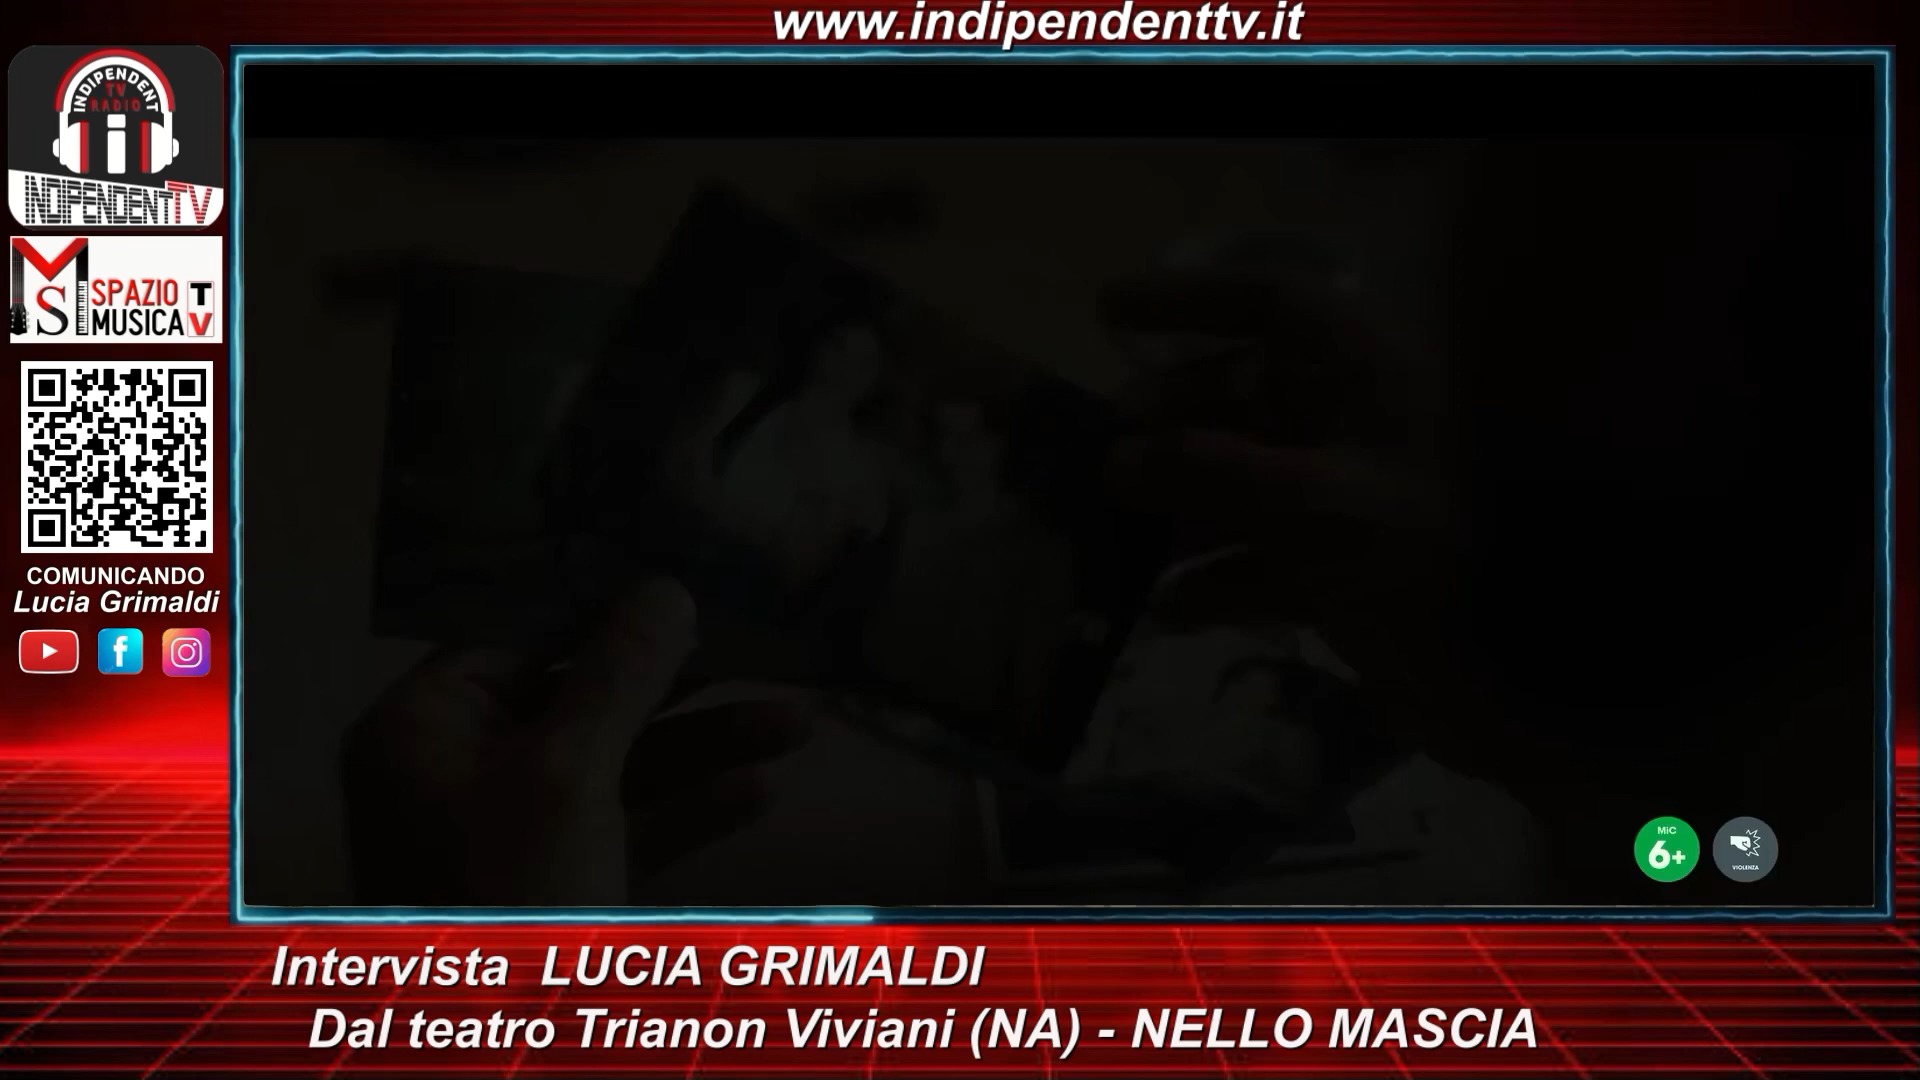 www.indipendenttv.it
INDIPENDENT
TV
RADIO
i
INDIPENDENTTV
MS SPAZIO
MUSICA
TV
COMUNICANDO
Lucia Grimaldi
MiC
6+
VIOLENZA
Intervista LUCIA GRIMALDI
Dal teatro Trianon Viviani (NA) - NELLO MASCIA